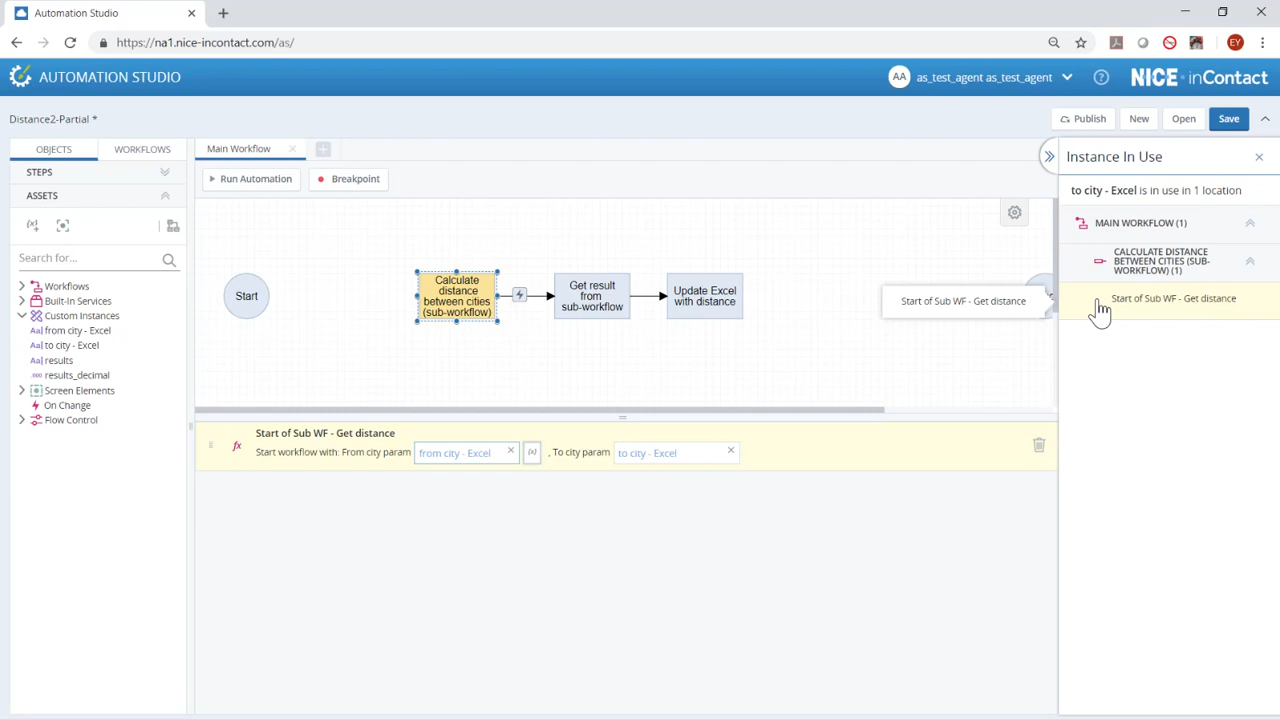 Automation Studio
https://na1.nice-incontact.com/as/
EY
AUTOMATION STUDIO
AA
as_test_agent as_test_agent
?
NICE inContact
Distance2-Partial *
Publish
New
Open
Save
OBJECTS
WORKFLOWS
Main Workflow
Instance In Use
STEPS
Run Automation
Breakpoint
to city - Excel is in use in 1 location
ASSETS
MAIN WORKFLOW (1)
Search for...
CALCULATE DISTANCE
BETWEEN CITIES (SUB-
WORKFLOW) (1)
Start of Sub WF - Get distance
Workflows
Built-In Services
Custom Instances
Aa from city - Excel
Aa to city - Excel
Aa results
.000 results_decimal
Screen Elements
On Change
Flow Control
Start
Calculate
distance
between cities
(sub-workflow)
Get result
from
sub-workflow
Update Excel
with distance
Start of Sub WF - Get distance
fx
Start of Sub WF - Get distance
Start workflow with: From city param from city - Excel (x) , To city param to city - Excel